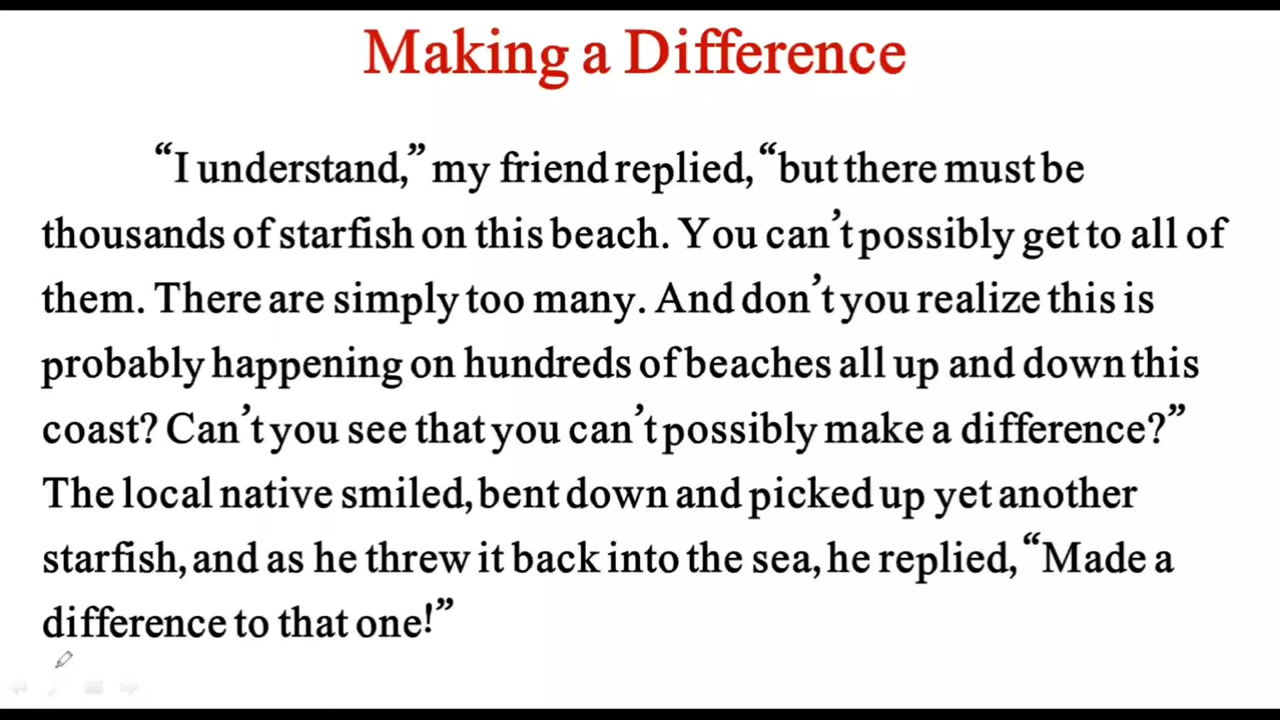 Making a Difference
“I understand,” my friend replied, “but there must be
thousands of starfish on this beach. You can’t possibly get to all of
them. There are simply too many. And don’t you realize this is
probably happening on hundreds of beaches all up and down this
coast? Can’t you see that you can’t possibly make a difference?”
The local native smiled, bent down and picked up yet another
starfish, and as he threw it back into the sea, he replied, “Made a
difference to that one!”